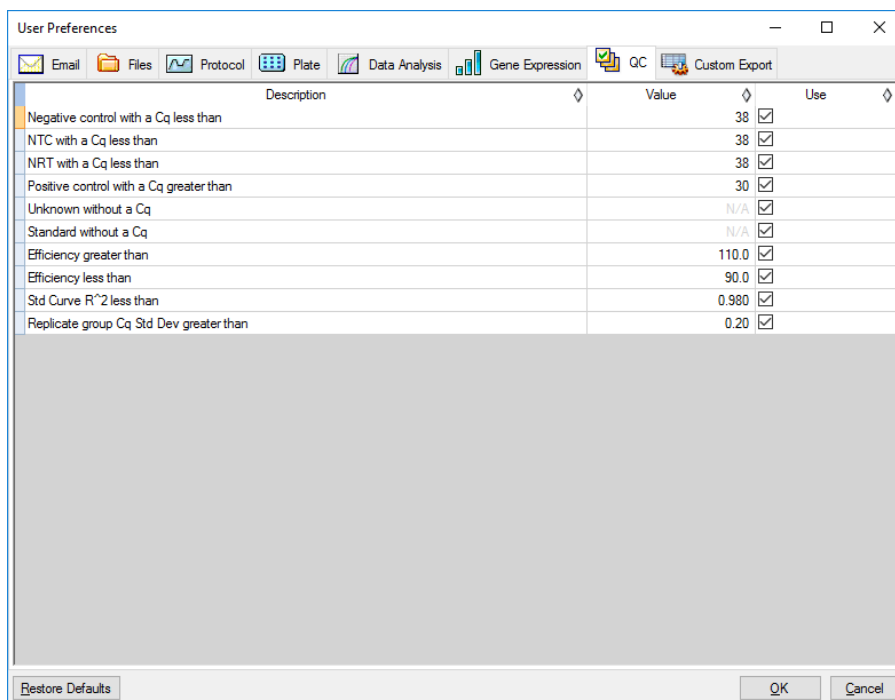 User Preferences
Email Files Protocol Plate Data Analysis Gene Expression QC Custom Export
Description Value Use
Negative control with a Cq less than 38
NTC with a Cq less than 38
NRT with a Cq less than 38
Positive control with a Cq greater than 30
Unknown without a Cq N/A
Standard without a Cq N/A
Efficiency greater than 110.0
Efficiency less than 90.0
Std Curve R^2 less than 0.980
Replicate group Cq Std Dev greater than 0.20
Restore Defaults OK Cancel